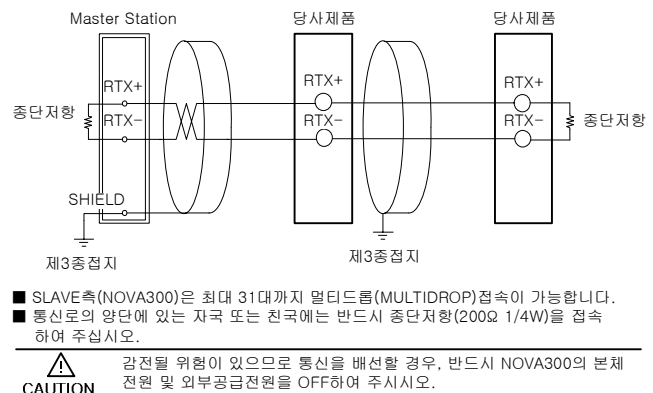 Master Station
당사제품
당사제품
RTX+
RTX+
RTX+
종단저항
RTX-
RTX-
RTX-
종단저항
SHIELD
제3종접지
제3종접지
■ SLAVE측(NOVA300)은 최대 31대까지 멀티드롭(MULTIDROP)접속이 가능합니다.
■ 통신로의 양단에 있는 자국 또는 친국에는 반드시 종단저항(200Ω 1/4W)을 접속
하여 주십시오.
감전될 위험이 있으므로 통신을 배선할 경우, 반드시 NOVA300의 본체
CAUTION
전원 및 외부공급전원을 OFF하여 주시시오.